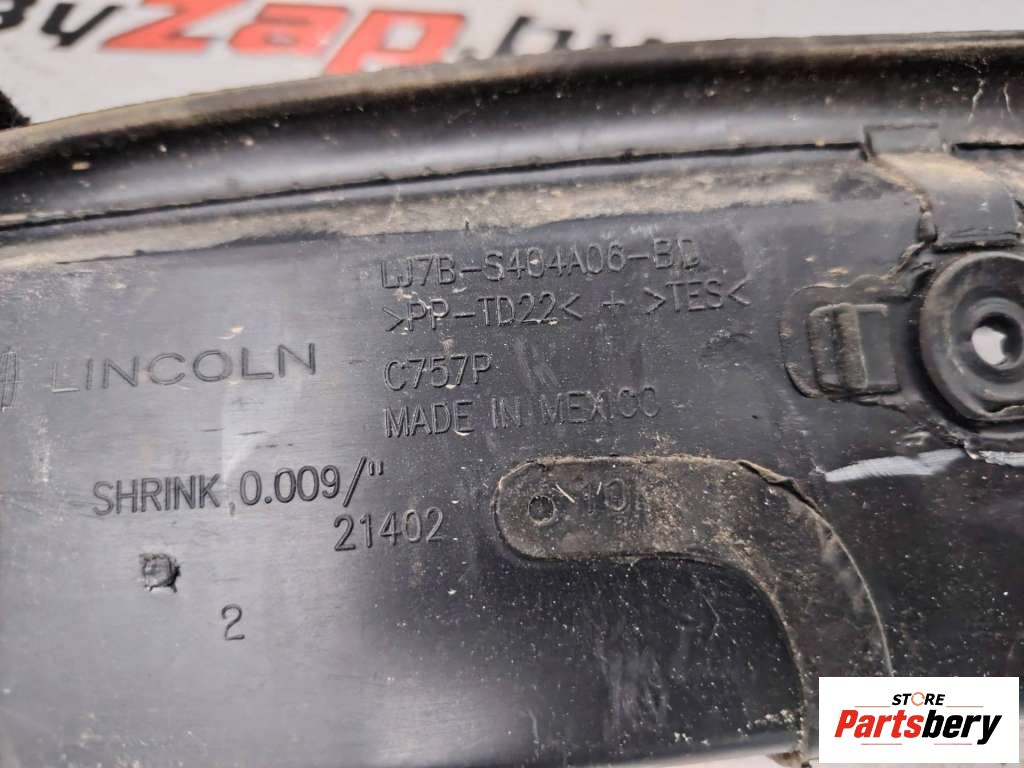 byZap.by
LJ7B-S404A06-BD
>PP-TD22< + >TES<
LINCOLN
C757P
MADE IN MEXICO
SHRINK 0.009/"
21402
2
STORE
Partsbery